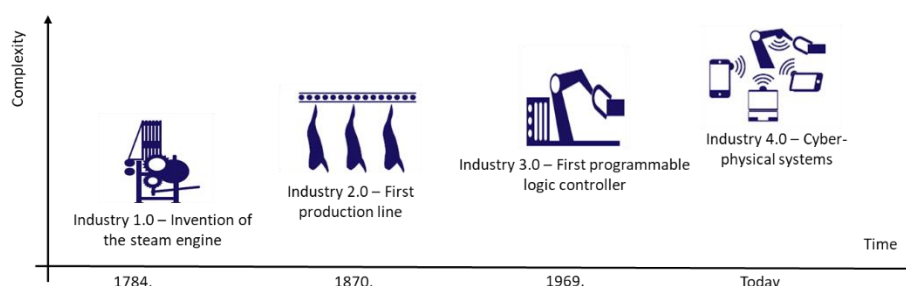 Complexity
Industry 1.0 – Invention of
the steam engine
Industry 2.0 – First
production line
Industry 3.0 – First programmable
logic controller
Industry 4.0 – Cyber-
physical systems
Time
1784.
1870.
1969.
Today